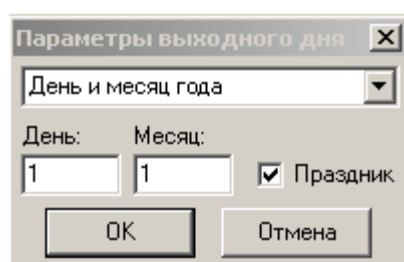 Параметры выходного дня
День и месяц года
День: Месяц:
1 1 Праздник
OK Отмена